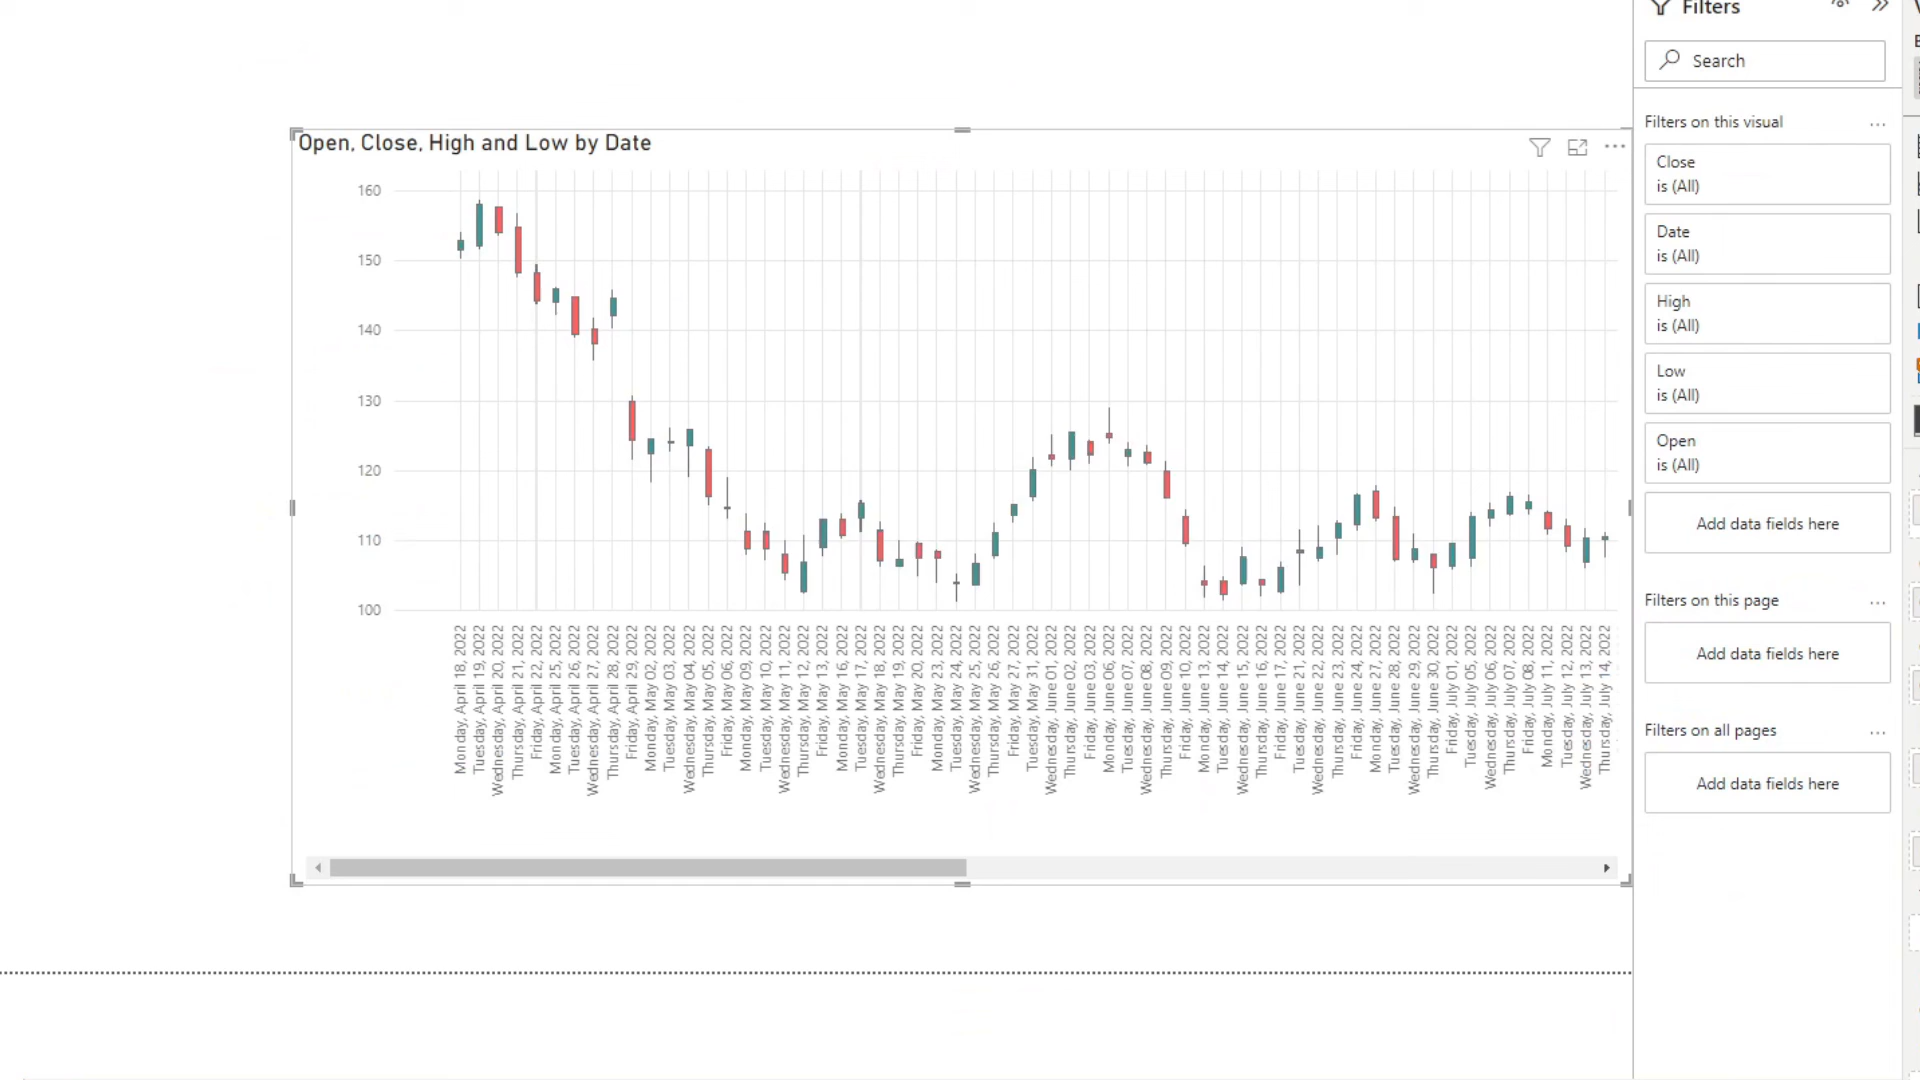 Filters
Search
Filters on this visual
...
Close
is (All)
Date
is (All)
High
is (All)
Low
is (All)
Open
is (All)
Add data fields here
Filters on this page
...
Add data fields here
Filters on all pages
...
Add data fields here
Open, Close, High and Low by Date
160
150
140
130
120
110
100
Monday, April 18, 2022
Tuesday, April 19, 2022
Wednesday, April 20, 2022
Thursday, April 21, 2022
Friday, April 22, 2022
Monday, April 25, 2022
Tuesday, April 26, 2022
Wednesday, April 27, 2022
Thursday, April 28, 2022
Friday, April 29, 2022
Monday, May 02, 2022
Tuesday, May 03, 2022
Wednesday, May 04, 2022
Thursday, May 05, 2022
Friday, May 06, 2022
Monday, May 09, 2022
Tuesday, May 10, 2022
Wednesday, May 11, 2022
Thursday, May 12, 2022
Friday, May 13, 2022
Monday, May 16, 2022
Tuesday, May 17, 2022
Wednesday, May 18, 2022
Thursday, May 19, 2022
Friday, May 20, 2022
Monday, May 23, 2022
Tuesday, May 24, 2022
Wednesday, May 25, 2022
Thursday, May 26, 2022
Friday, May 27, 2022
Tuesday, May 31, 2022
Wednesday, June 01, 2022
Thursday, June 02, 2022
Friday, June 03, 2022
Monday, June 06, 2022
Tuesday, June 07, 2022
Wednesday, June 08, 2022
Thursday, June 09, 2022
Friday, June 10, 2022
Monday, June 13, 2022
Tuesday, June 14, 2022
Wednesday, June 15, 2022
Thursday, June 16, 2022
Friday, June 17, 2022
Tuesday, June 21, 2022
Wednesday, June 22, 2022
Thursday, June 23, 2022
Friday, June 24, 2022
Monday, June 27, 2022
Tuesday, June 28, 2022
Wednesday, June 29, 2022
Thursday, June 30, 2022
Friday, July 01, 2022
Tuesday, July 05, 2022
Wednesday, July 06, 2022
Thursday, July 07, 2022
Friday, July 08, 2022
Monday, July 11, 2022
Tuesday, July 12, 2022
Wednesday, July 13, 2022
Thursday, July 14, 2022